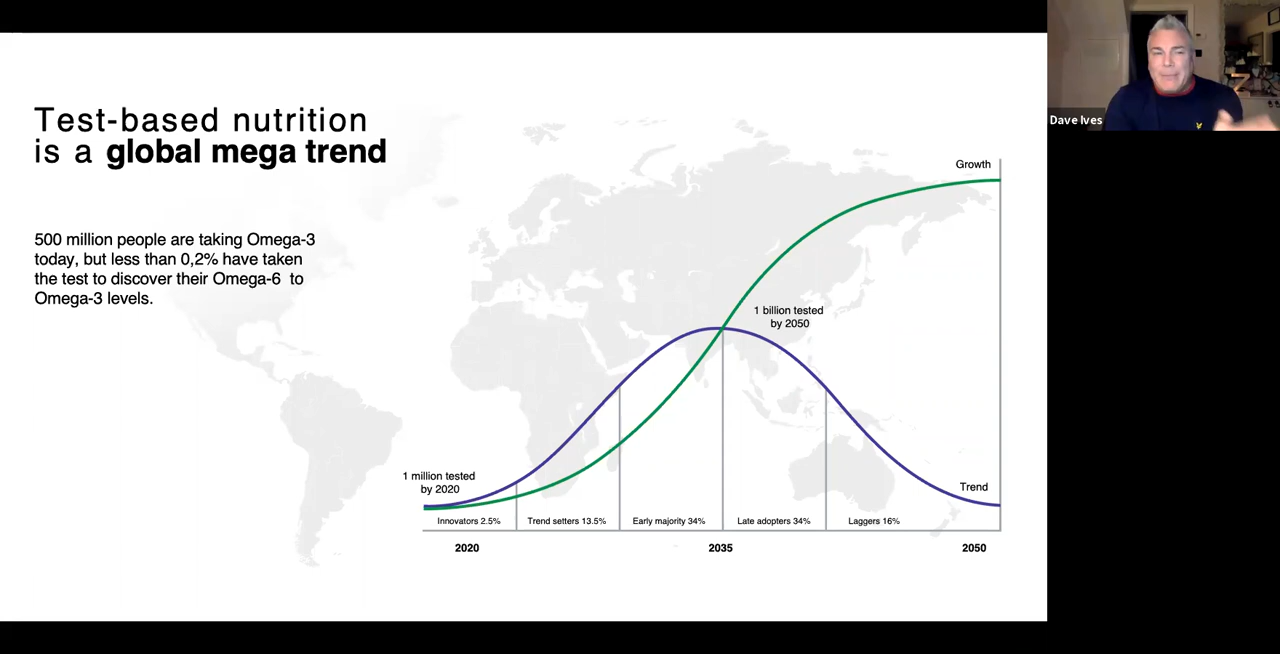 Test-based nutrition
is a global mega trend
500 million people are taking Omega-3
today, but less than 0,2% have taken
the test to discover their Omega-6 to
Omega-3 levels.
Growth
1 billion tested
by 2050
1 million tested
by 2020
Trend
Innovators 2.5%
Trend setters 13.5%
Early majority 34%
Late adopters 34%
Laggers 16%
2020
2035
2050
Dave Ives